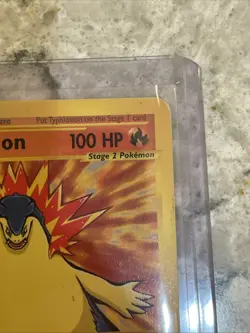 Put Typhlosion on the Stage 1 card
on 100 HP
Stage 2 Pokémon